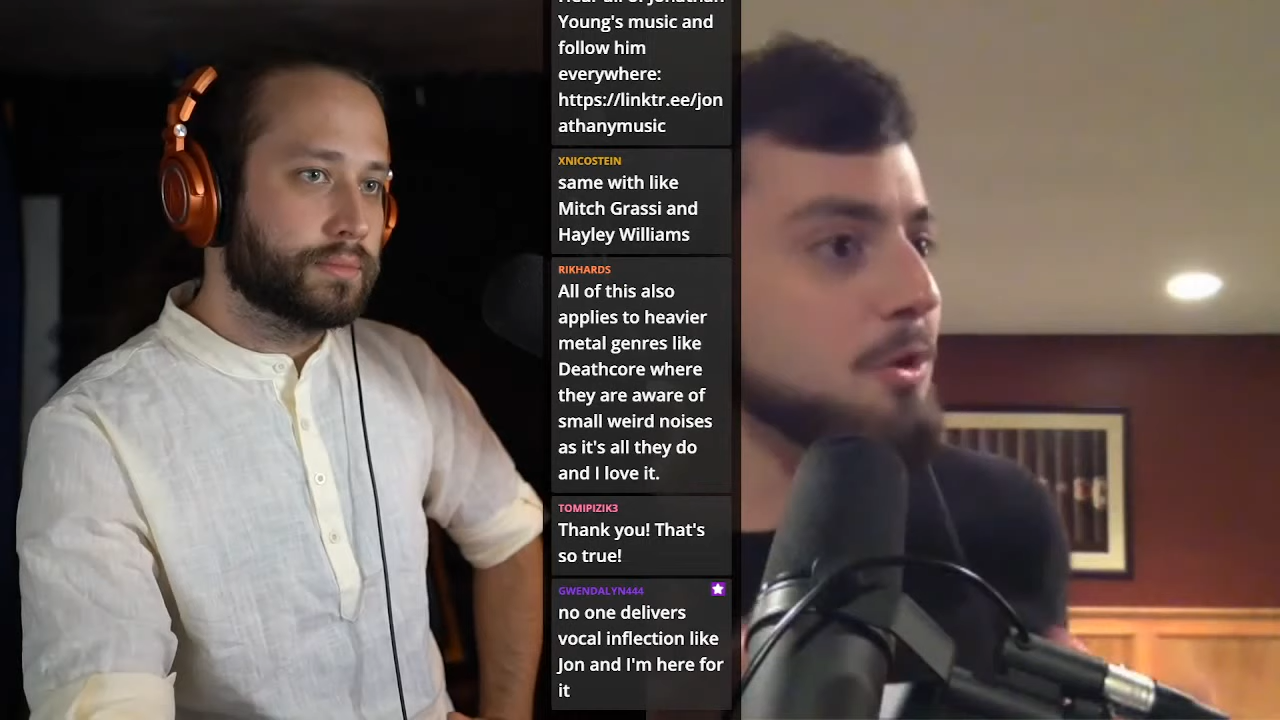 Young's music and
follow him
everywhere:
https://linktr.ee/jon
athanymusic
XNICOSTEIN
same with like
Mitch Grassi and
Hayley Williams
RIKHARDS
All of this also
applies to heavier
metal genres like
Deathcore where
they are aware of
small weird noises
as it's all they do
and I love it.
TOMIPIZIK3
Thank you! That's
so true!
GWENDALYN444
no one delivers
vocal inflection like
Jon and I'm here for
it